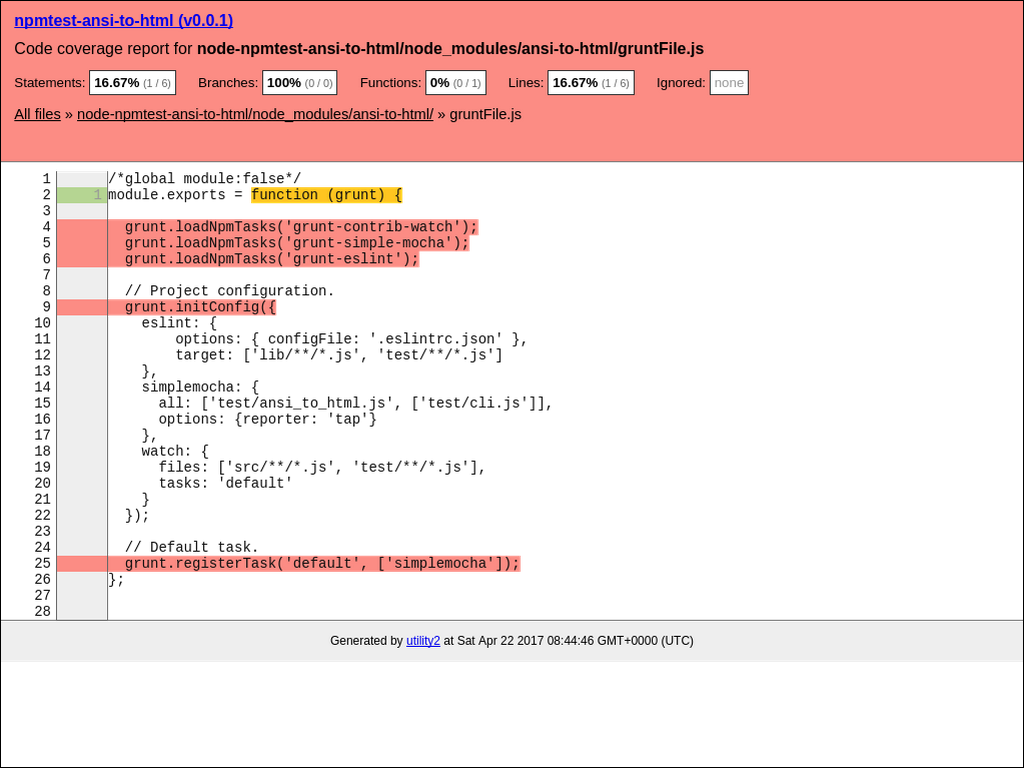 npmtest-ansi-to-html (v0.0.1)
Code coverage report for node-npmtest-ansi-to-html/node_modules/ansi-to-html/gruntFile.js
Statements: 16.67% (1 / 6) Branches: 100% (0 / 0) Functions: 0% (0 / 1) Lines: 16.67% (1 / 6) Ignored: none
All files » node-npmtest-ansi-to-html/node_modules/ansi-to-html/ » gruntFile.js
1 /*global module:false*/
2 1 module.exports = function (grunt) {
3
4   grunt.loadNpmTasks('grunt-contrib-watch');
5   grunt.loadNpmTasks('grunt-simple-mocha');
6   grunt.loadNpmTasks('grunt-eslint');
7
8   // Project configuration.
9   grunt.initConfig({
10     eslint: {
11         options: { configFile: '.eslintrc.json' },
12         target: ['lib/**/*.js', 'test/**/*.js']
13     },
14     simplemocha: {
15       all: ['test/ansi_to_html.js', ['test/cli.js']],
16       options: {reporter: 'tap'}
17     },
18     watch: {
19       files: ['src/**/*.js', 'test/**/*.js'],
20       tasks: 'default'
21     }
22   });
23
24   // Default task.
25   grunt.registerTask('default', ['simplemocha']);
26 };
27
28
Generated by utility2 at Sat Apr 22 2017 08:44:46 GMT+0000 (UTC)